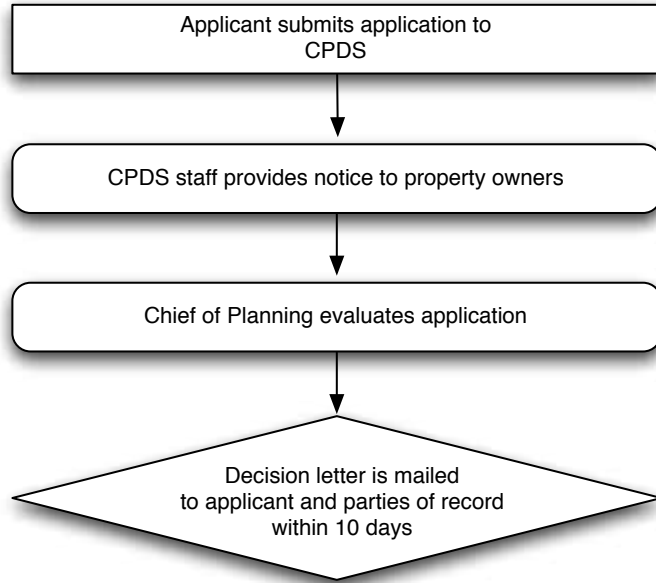 Applicant submits application to
CPDS
CPDS staff provides notice to property owners
Chief of Planning evaluates application
Decision letter is mailed
to applicant and parties of record
within 10 days